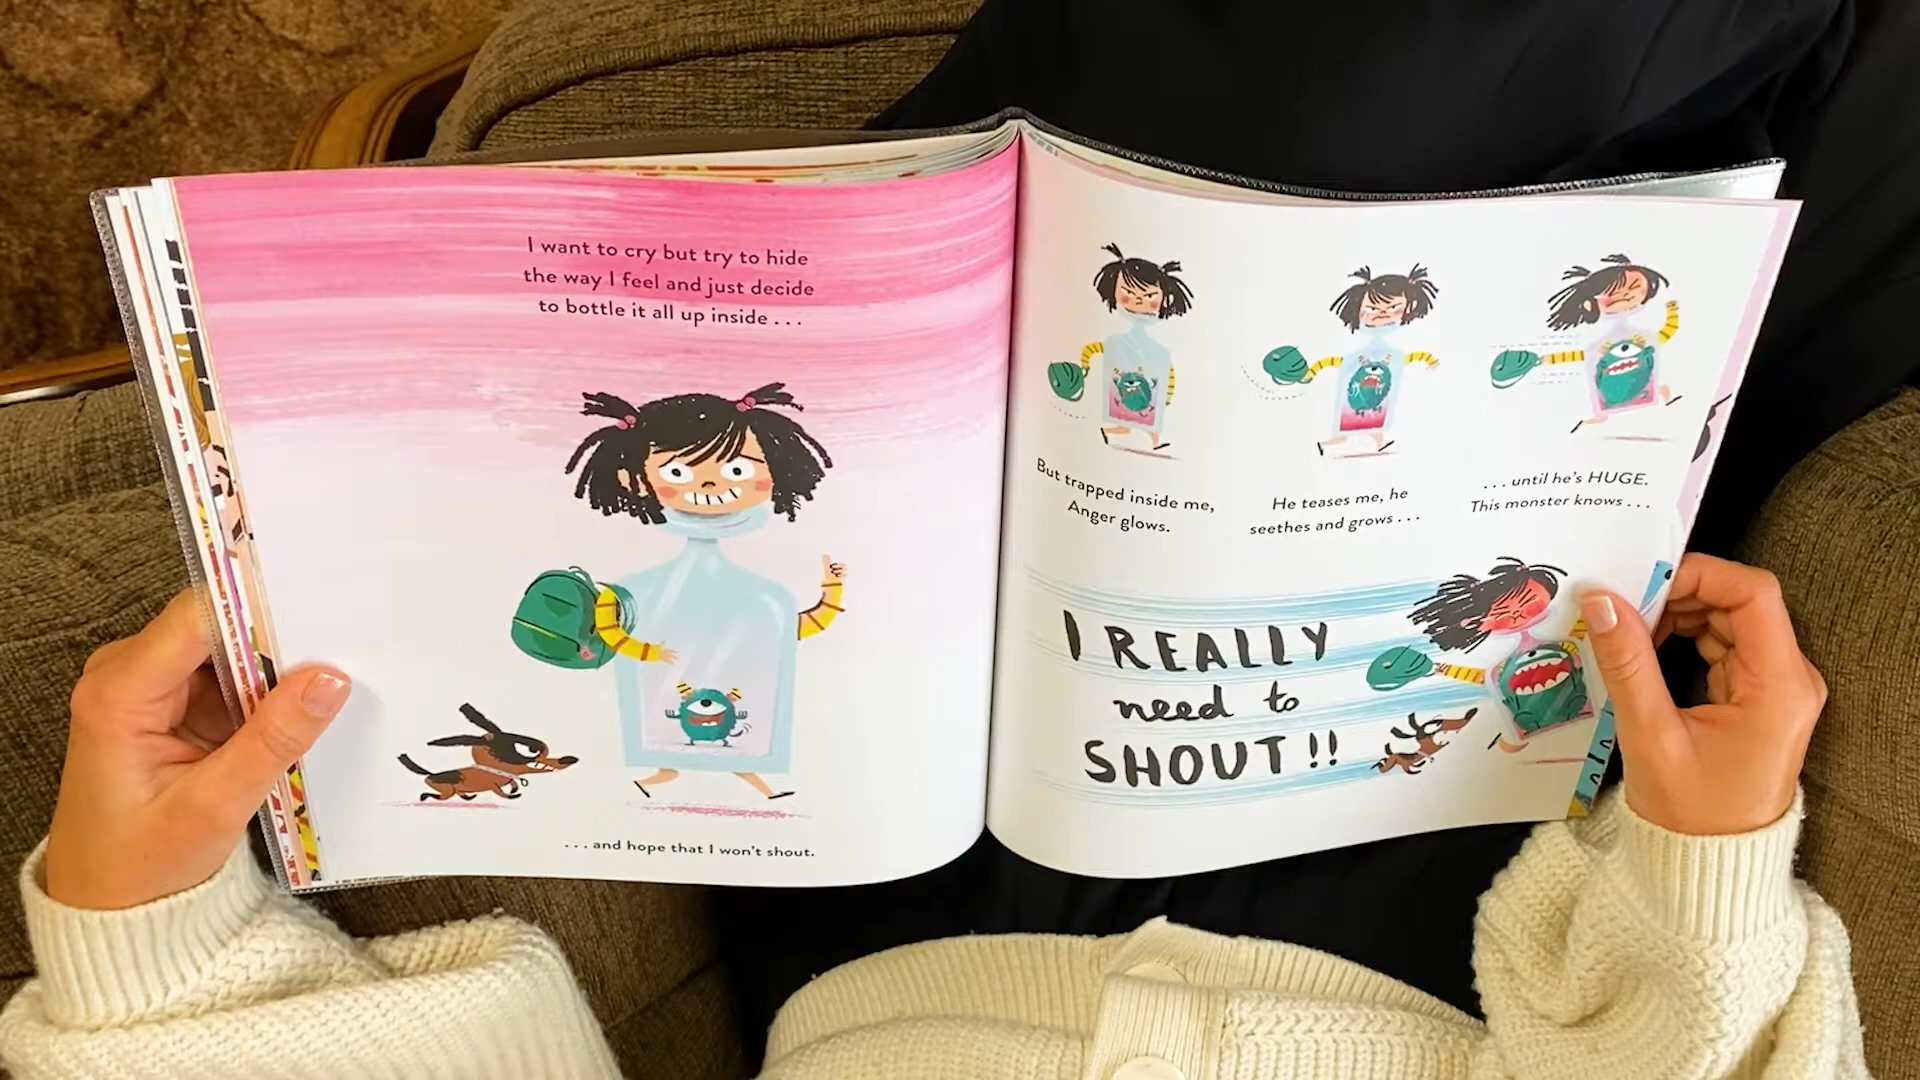 I want to cry but try to hide
the way I feel and just decide
to bottle it all up inside . . .
. . . and hope that I won't shout.
But trapped inside me,
Anger glows.
He teases me, he
seethes and grows . . .
. . . until he's HUGE.
This monster knows . . .
I REALLY
need to
SHOUT!!